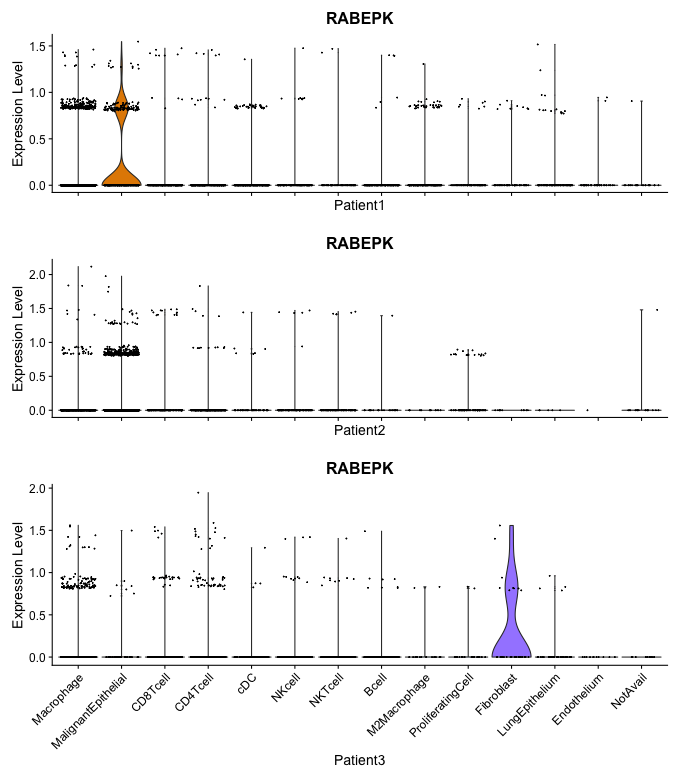 RABEPK
Expression Level
1.5
1.0
0.5
0.0
Patient1
RABEPK
Expression Level
2.0
1.5
1.0
0.5
0.0
Patient2
RABEPK
Expression Level
2.0
1.5
1.0
0.5
0.0
Macrophage
MalignantEpithelial
CD8Tcell
CD4Tcell
cDC
NKcell
NKTcell
Bcell
M2Macrophage
ProliferatingCell
Fibroblast
LungEpithelium
Endothelium
NotAvail
Patient3